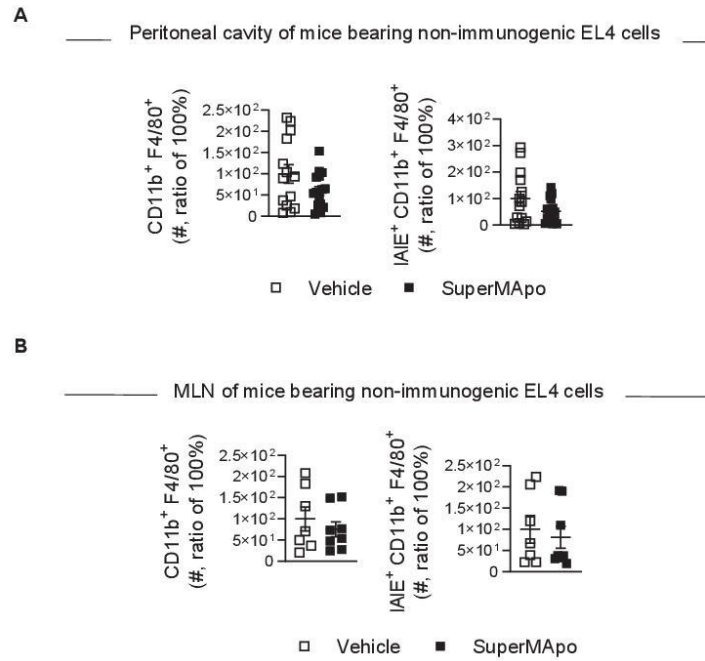 A
Peritoneal cavity of mice bearing non-immunogenic EL4 cells
CD11b⁺ F4/80⁺
(#, ratio of 100%)
2.5×10²
2×10²
1.5×10²
1×10²
5×10¹
0
IAIE⁺ CD11b⁺ F4/80⁺
(#, ratio of 100%)
4×10²
3×10²
2×10²
1×10²
0
□ Vehicle ■ SuperMApo
B
MLN of mice bearing non-immunogenic EL4 cells
CD11b⁺ F4/80⁺
(#, ratio of 100%)
2.5×10²
2×10²
1.5×10²
1×10²
5×10¹
0
IAIE⁺ CD11b⁺ F4/80⁺
(#, ratio of 100%)
2.5×10²
2×10²
1.5×10²
1×10²
5×10¹
0
□ Vehicle ■ SuperMApo